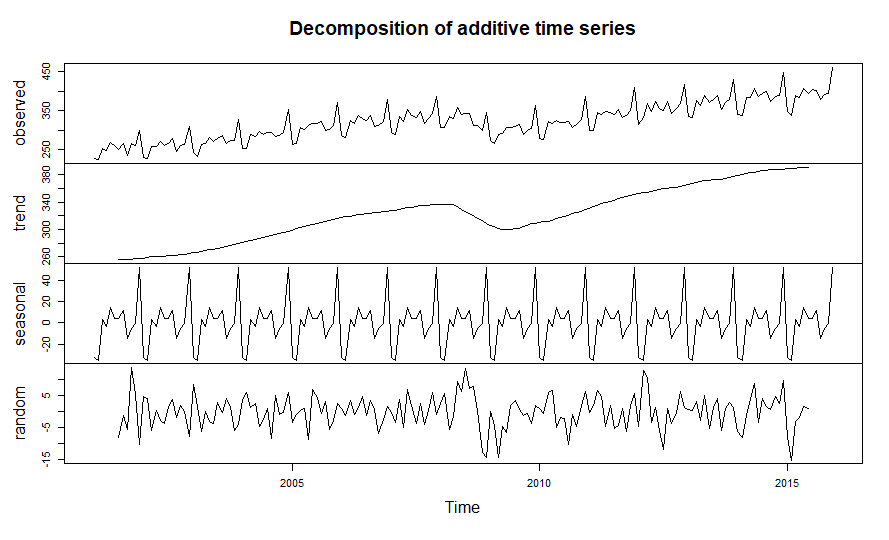 Decomposition of additive time series
observed
250 350 450
trend
260 300 340 380
seasonal
-20 0 20 40
random
-15 -5 5
2005 2010 2015
Time